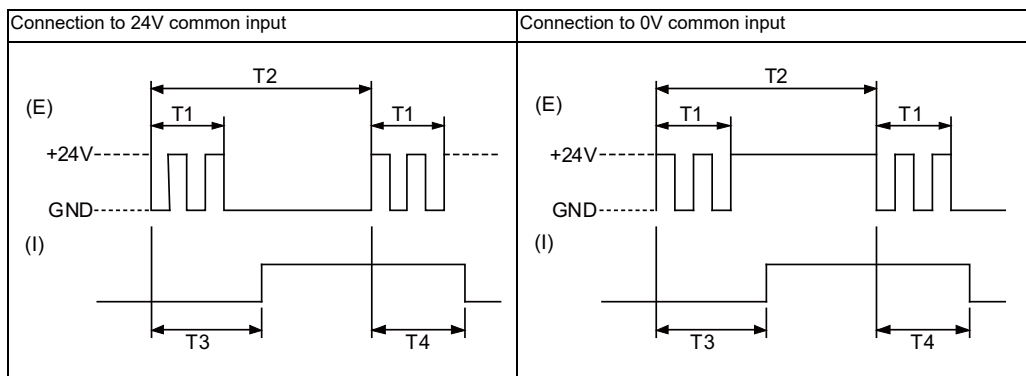 Connection to 24V common input
Connection to 0V common input
T2
(E)
T1
T1
+24V
GND
(I)
T3
T4
T2
(E)
T1
T1
+24V
GND
(I)
T3
T4